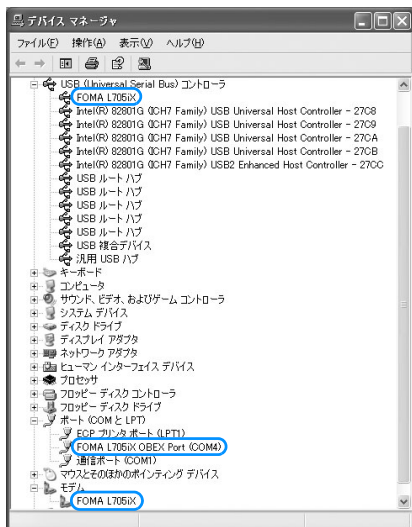 デバイス マネージャ
ファイル(F) 操作(A) 表示(V) ヘルプ(H)
USB (Universal Serial Bus) コントローラ
FOMA L705iX
Intel(R) 82801G (ICH7 Family) USB Universal Host Controller - 27C8
Intel(R) 82801G (ICH7 Family) USB Universal Host Controller - 27C9
Intel(R) 82801G (ICH7 Family) USB Universal Host Controller - 27CA
Intel(R) 82801G (ICH7 Family) USB Universal Host Controller - 27CB
Intel(R) 82801G (ICH7 Family) USB2 Enhanced Host Controller - 27CC
USB ルート ハブ
USB ルート ハブ
USB ルート ハブ
USB ルート ハブ
USB ルート ハブ
USB 複合デバイス
汎用 USB ハブ
キーボード
コンピュータ
サウンド、ビデオ、およびゲーム コントローラ
システム デバイス
ディスク ドライブ
ディスプレイ アダプタ
ネットワーク アダプタ
ヒューマン インターフェイス デバイス
プロセッサ
フロッピー ディスク コントローラ
フロッピー ディスク ドライブ
ポート (COM と LPT)
ECP プリンタ ポート (LPT1)
FOMA L705iX OBEX Port (COM4)
通信ポート (COM1)
マウスとそのほかのポインティング デバイス
モデム
FOMA L705iX